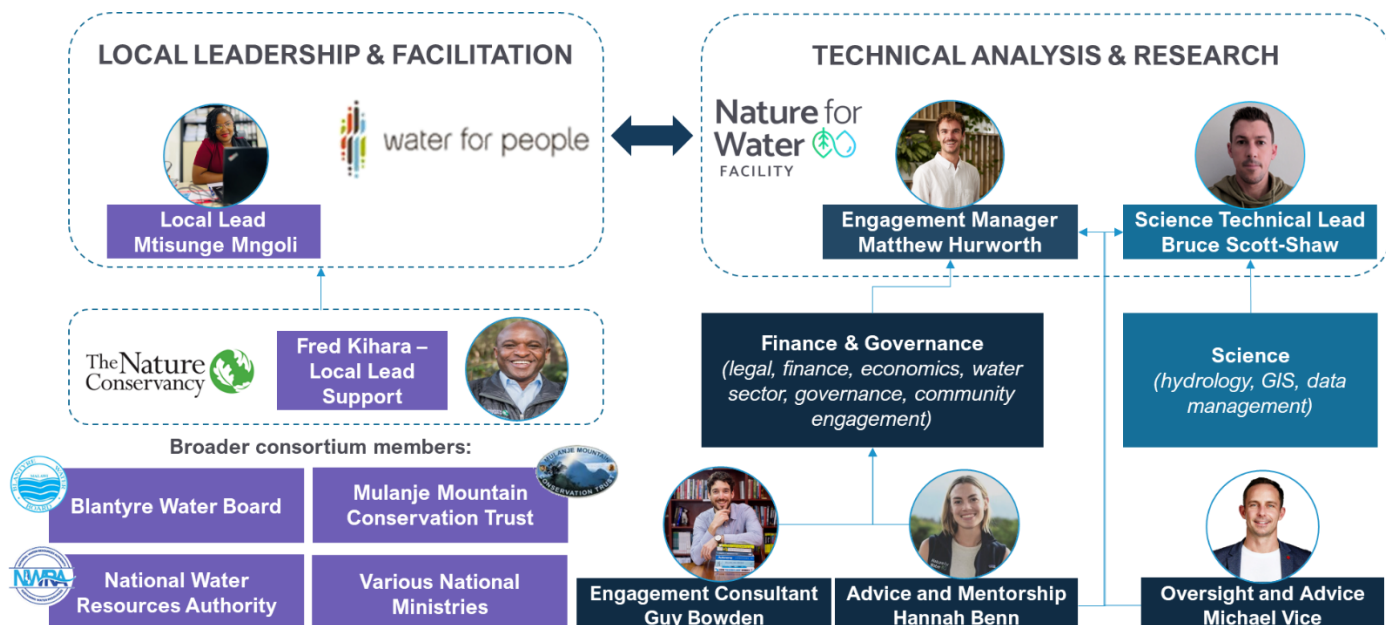 LOCAL LEADERSHIP & FACILITATION
water for people
Local Lead
Mtisunge Mngoli
The Nature
Conservancy
Fred Kihara –
Local Lead
Support
Broader consortium members:
BLANTYRE WATER
BOARD
Blantyre Water Board
MULANJE MOUNTAIN
CONSERVATION TRUST
Mulanje Mountain
Conservation Trust
NWRA
National Water
Resources Authority
Various National
Ministries
TECHNICAL ANALYSIS & RESEARCH
Nature for
Water
FACILITY
Engagement Manager
Matthew Hurworth
Science Technical Lead
Bruce Scott-Shaw
Finance & Governance
(legal, finance, economics, water
sector, governance, community
engagement)
Science
(hydrology, GIS, data
management)
Engagement Consultant
Guy Bowden
Advice and Mentorship
Hannah Benn
Oversight and Advice
Michael Vice